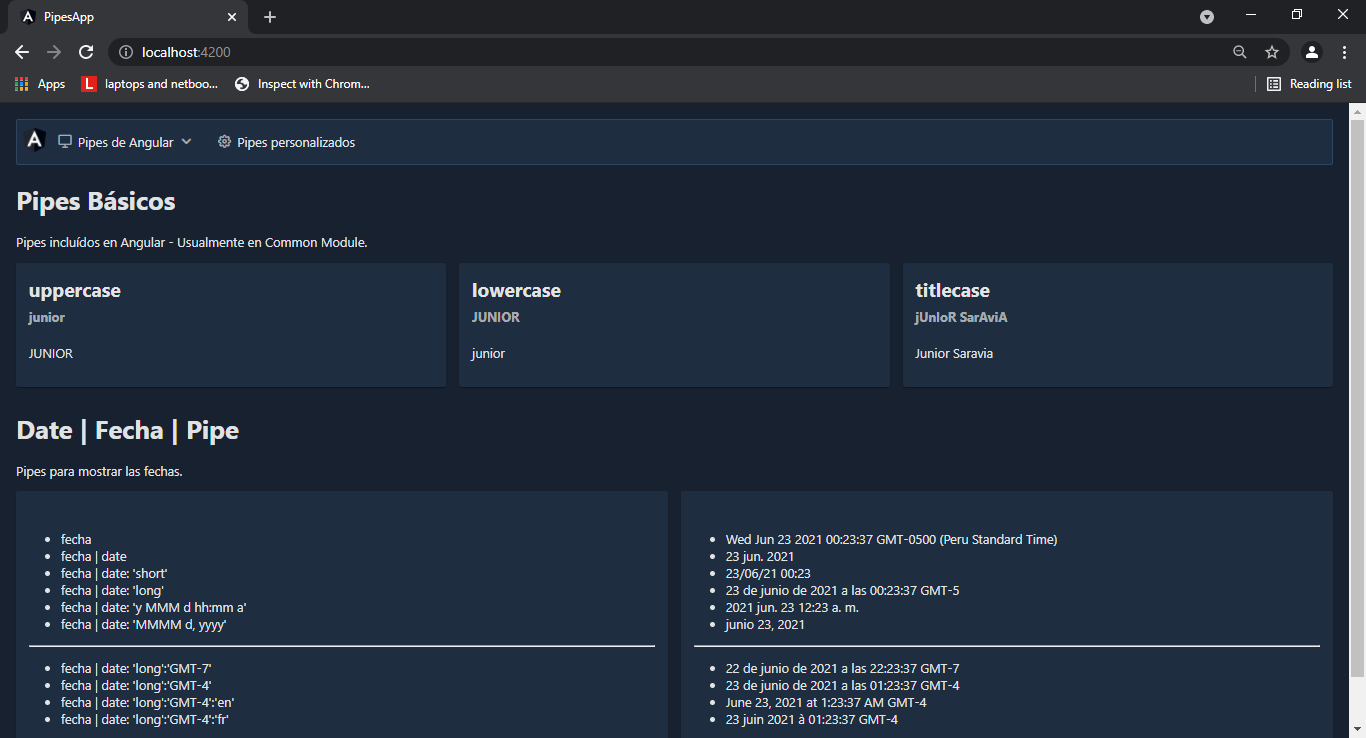 PipesApp
localhost:4200
Apps
laptops and netboo...
Inspect with Chrom...
Reading list
Pipes de Angular
Pipes personalizados
Pipes Básicos
Pipes incluídos en Angular - Usualmente en Common Module.
uppercase
junior
JUNIOR
lowercase
JUNIOR
junior
titlecase
jUnIoR SarAviA
Junior Saravia
Date | Fecha | Pipe
Pipes para mostrar las fechas.
fecha
fecha | date
fecha | date: 'short'
fecha | date: 'long'
fecha | date: 'y MMM d hh:mm a'
fecha | date: 'MMMM d, yyyy'
fecha | date: 'long':'GMT-7'
fecha | date: 'long':'GMT-4'
fecha | date: 'long':'GMT-4':'en'
fecha | date: 'long':'GMT-4':'fr'
Wed Jun 23 2021 00:23:37 GMT-0500 (Peru Standard Time)
23 jun. 2021
23/06/21 00:23
23 de junio de 2021 a las 00:23:37 GMT-5
2021 jun. 23 12:23 a. m.
junio 23, 2021
22 de junio de 2021 a las 22:23:37 GMT-7
23 de junio de 2021 a las 01:23:37 GMT-4
June 23, 2021 at 1:23:37 AM GMT-4
23 juin 2021 à 01:23:37 GMT-4